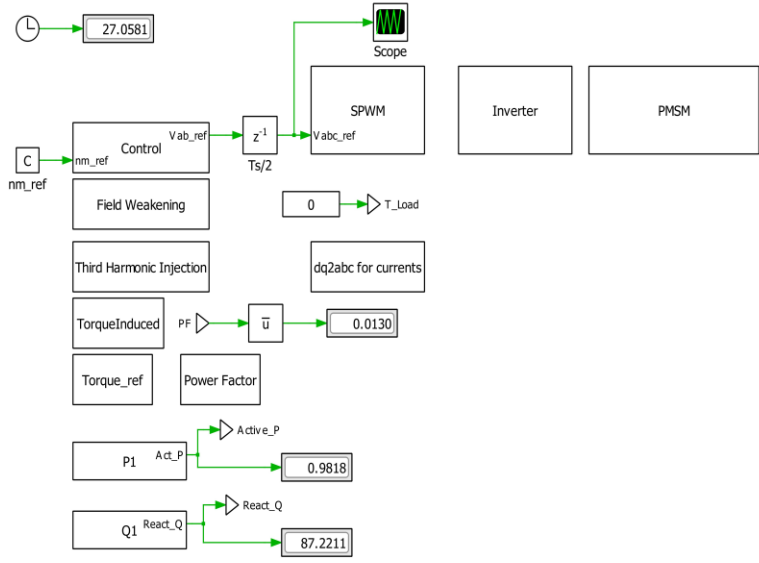 27.0581
Scope
SPWM
Inverter
PMSM
Vab_ref
Control
z⁻¹
Vabc_ref
C
nm_ref
Ts/2
nm_ref
Field Weakening
0
T_Load
Third Harmonic Injection
dq2abc for currents
TorqueInduced
PF
u̅
0.0130
Torque_ref
Power Factor
Active_P
Act_P
P1
0.9818
React_Q
React_Q
Q1
87.2211